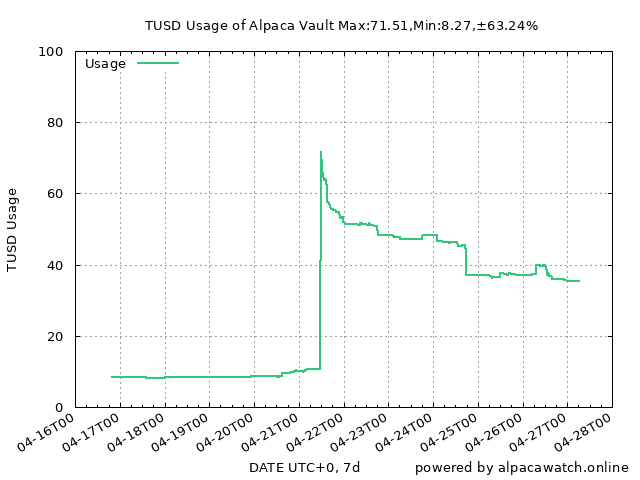 TUSD Usage of Alpaca Vault Max:71.51,Min:8.27,±63.24%
Usage
TUSD Usage
100
80
60
40
20
0
04-16T00
04-17T00
04-18T00
04-19T00
04-20T00
04-21T00
04-22T00
04-23T00
04-24T00
04-25T00
04-26T00
04-27T00
04-28T00
DATE UTC+0, 7d
powered by alpacawatch.online